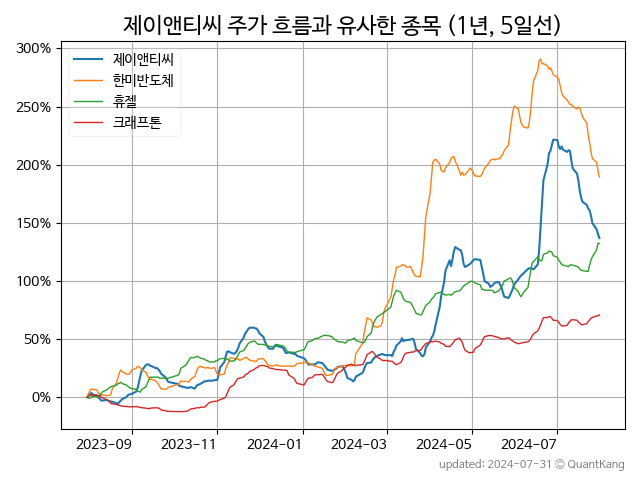 제이앤티씨 주가 흐름과 유사한 종목 (1년, 5일선)
300%
250%
200%
150%
100%
50%
0%
제이앤티씨
한미반도체
휴젤
크래프톤
2023-09
2023-11
2024-01
2024-03
2024-05
2024-07
updated: 2024-07-31 © QuantKang